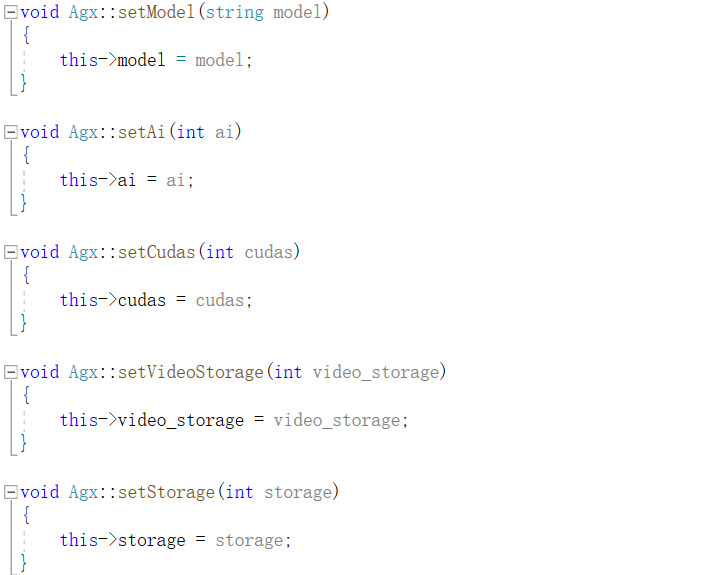 void Agx::setModel(string model)
{
this->model = model;
}
void Agx::setAi(int ai)
{
this->ai = ai;
}
void Agx::setCudas(int cudas)
{
this->cudas = cudas;
}
void Agx::setVideoStorage(int video_storage)
{
this->video_storage = video_storage;
}
void Agx::setStorage(int storage)
{
this->storage = storage;
}